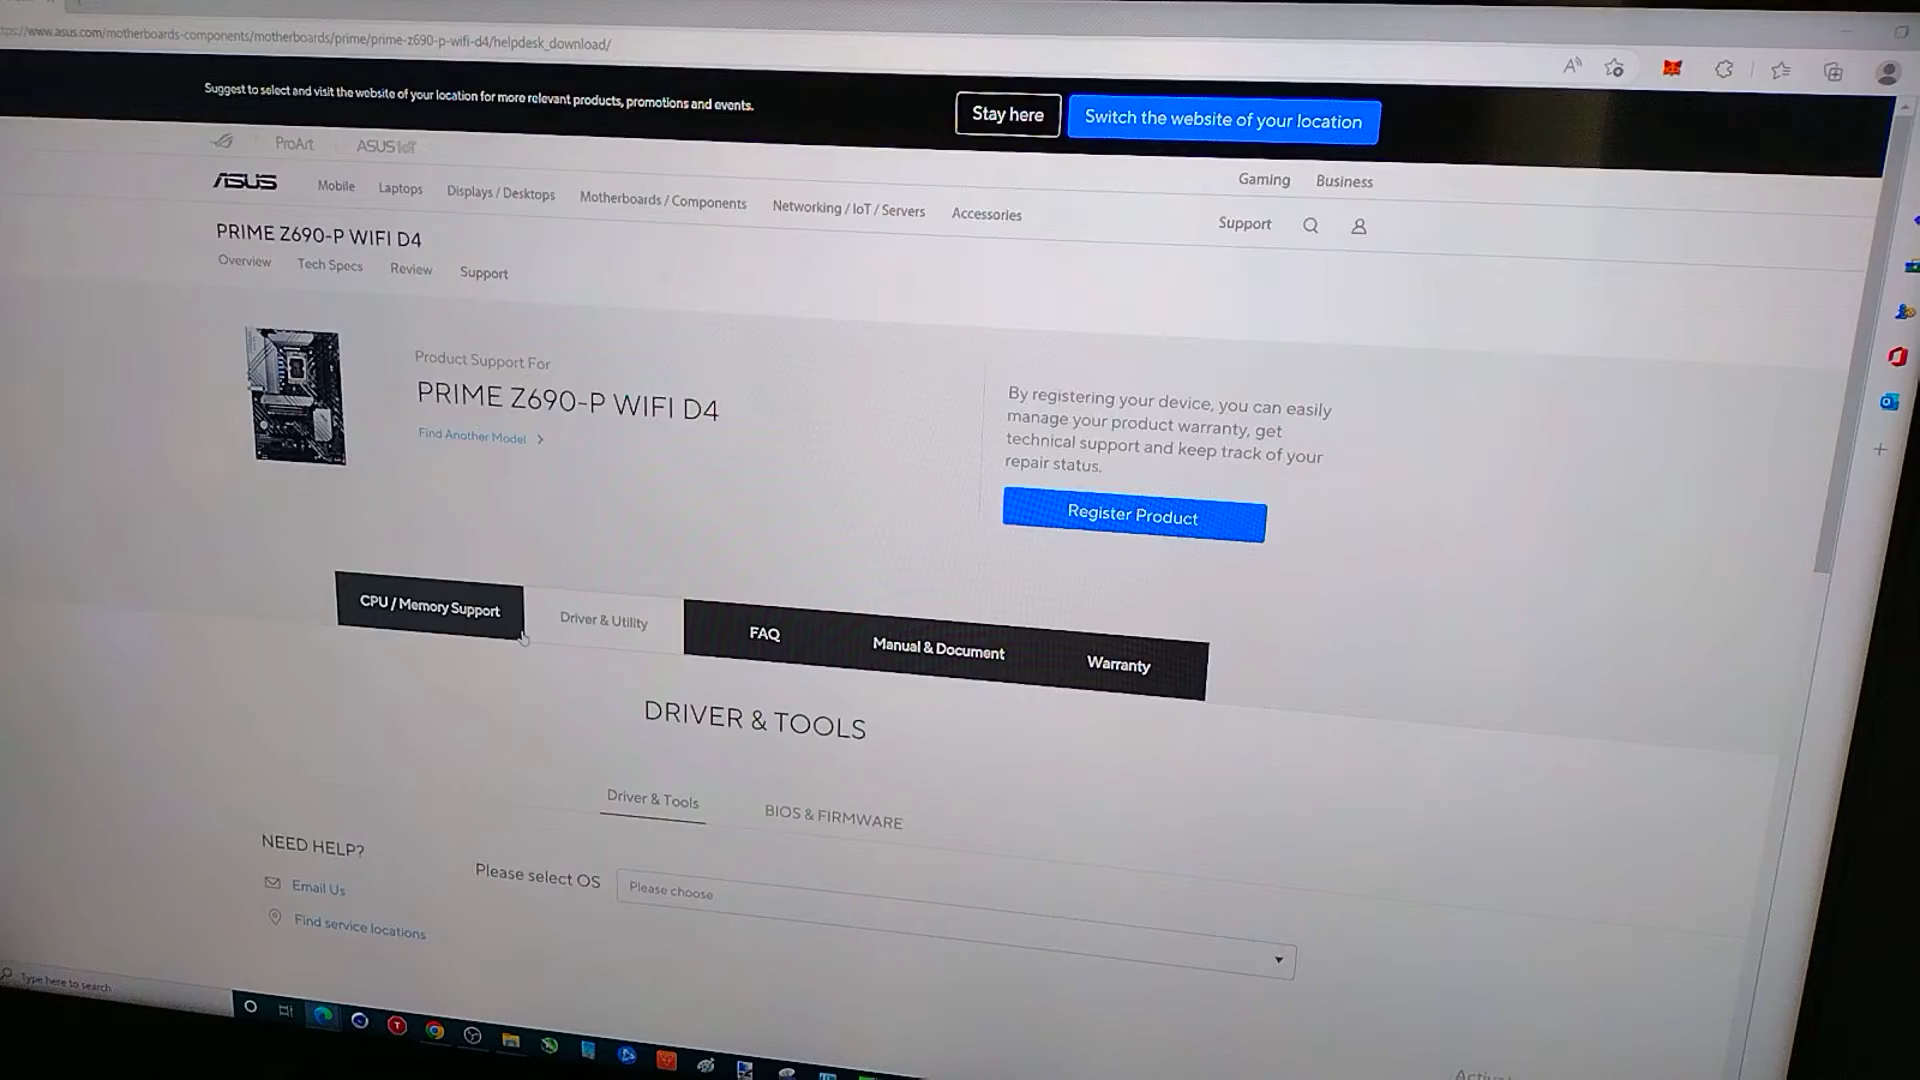 www.asus.com/motherboards-components/motherboards/prime/prime-z690-p-wifi-d4/helpdesk_download/
Suggest to select and visit the website of your location for more relevant products, promotions and events.
Stay here
Switch the website of your location
ProArt
ASUS IoT
Gaming
Business
ASUS
Mobile
Laptops
Displays / Desktops
Motherboards / Components
Networking / IoT / Servers
Accessories
Support
PRIME Z690-P WIFI D4
Overview
Tech Specs
Review
Support
Product Support For
PRIME Z690-P WIFI D4
Find Another Model
By registering your device, you can easily
manage your product warranty, get
technical support and keep track of your
repair status.
Register Product
CPU / Memory Support
Driver & Utility
FAQ
Manual & Document
Warranty
DRIVER & TOOLS
Driver & Tools
BIOS & FIRMWARE
NEED HELP?
Email Us
Find service locations
Please select OS
Please choose
Type here to search